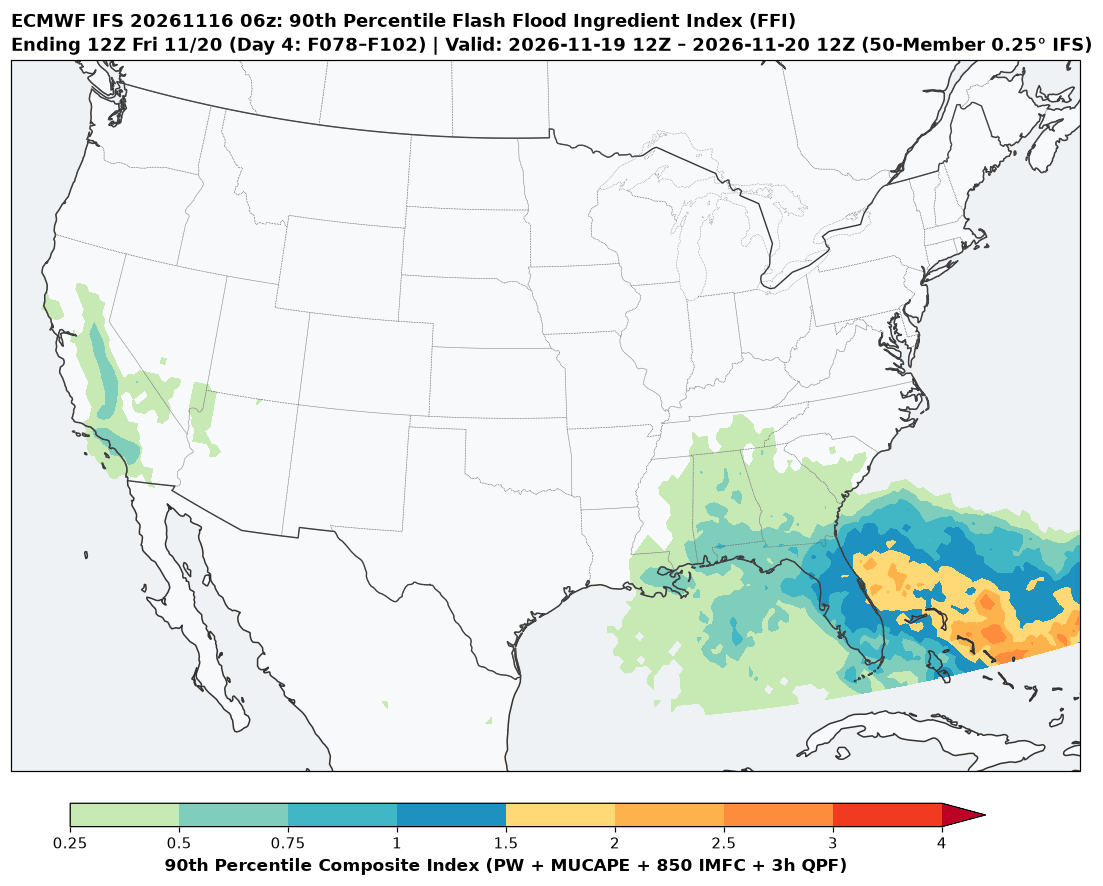 ECMWF IFS 20261116 06z: 90th Percentile Flash Flood Ingredient Index (FFI)
Ending 12Z Fri 11/20 (Day 4: F078–F102) | Valid: 2026-11-19 12Z – 2026-11-20 12Z (50-Member 0.25° IFS)
0.25 0.5 0.75 1 1.5 2 2.5 3 4
90th Percentile Composite Index (PW + MUCAPE + 850 IMFC + 3h QPF)